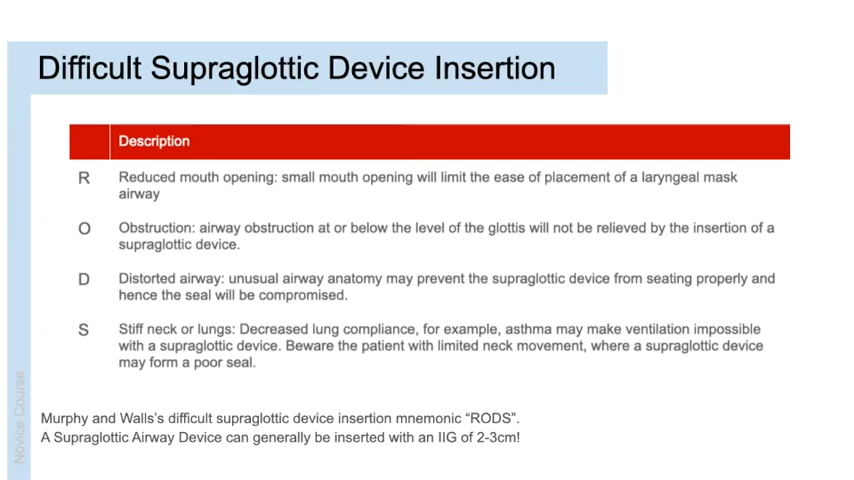 Difficult Supraglottic Device Insertion
Description
R
Reduced mouth opening: small mouth opening will limit the ease of placement of a laryngeal mask
airway
O
Obstruction: airway obstruction at or below the level of the glottis will not be relieved by the insertion of a
supraglottic device.
D
Distorted airway: unusual airway anatomy may prevent the supraglottic device from seating properly and
hence the seal will be compromised.
S
Stiff neck or lungs: Decreased lung compliance, for example, asthma may make ventilation impossible
with a supraglottic device. Beware the patient with limited neck movement, where a supraglottic device
may form a poor seal.
Murphy and Walls's difficult supraglottic device insertion mnemonic “RODS”.
A Supraglottic Airway Device can generally be inserted with an IIG of 2-3cm!
Novice Course